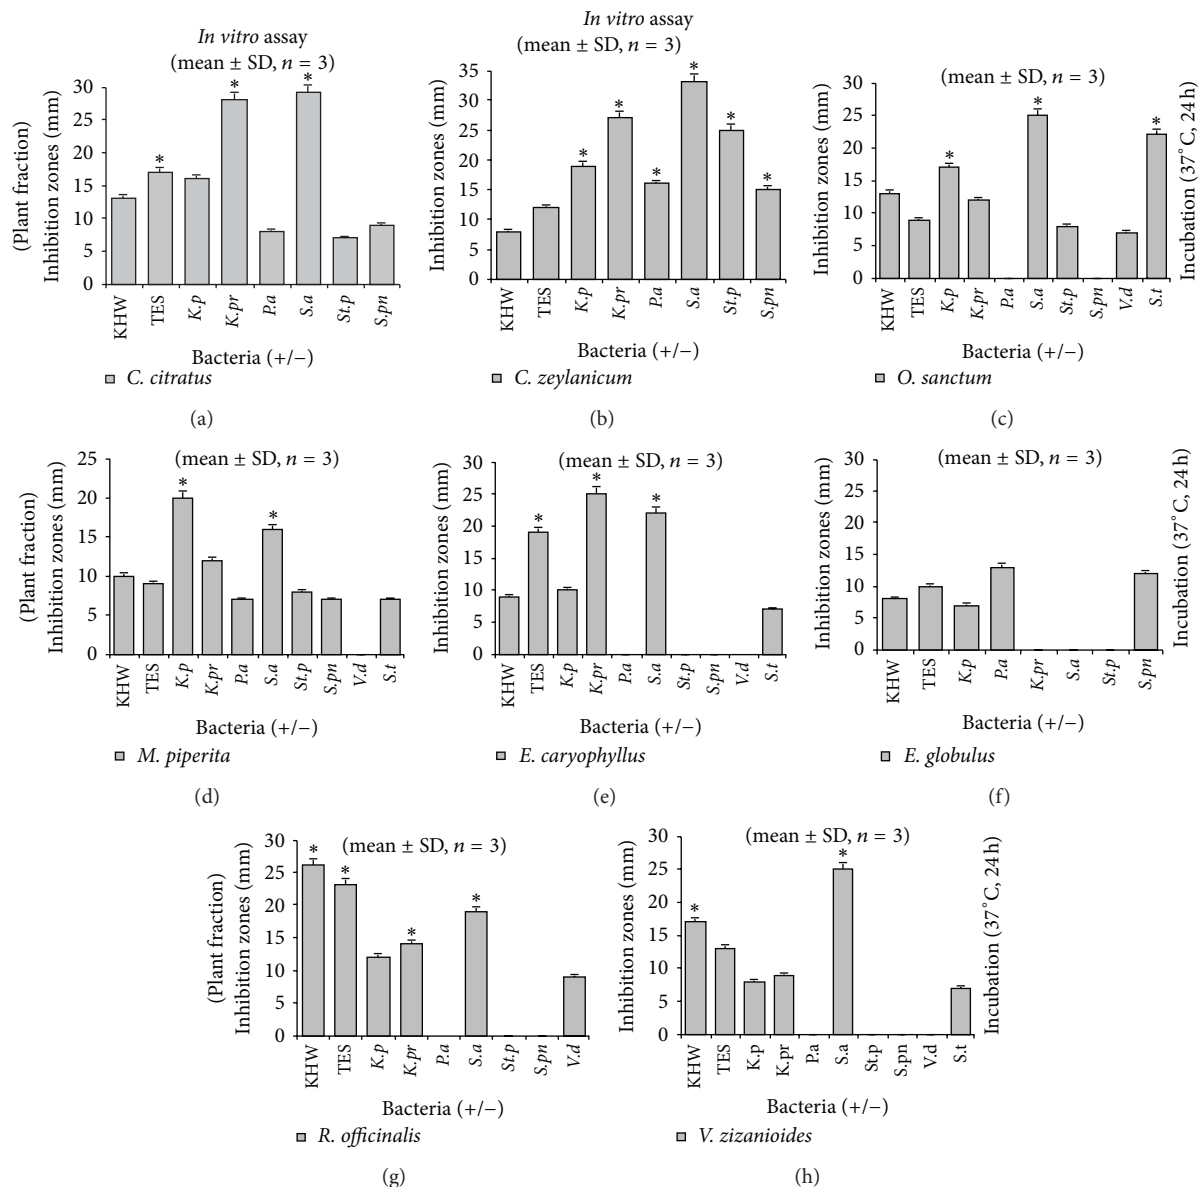 In vitro assay
(mean ± SD, n = 3)
(Plant fraction)
Inhibition zones (mm)
30
25
20
15
10
5
0
* * * 
KHW TES K.p K.pr P.a S.a St.p S.pn
Bacteria (+/−)
C. citratus
(a)
In vitro assay
(mean ± SD, n = 3)
Inhibition zones (mm)
35
30
25
20
15
10
5
0
* * * * * *
KHW TES K.p K.pr P.a S.a St.p S.pn
Bacteria (+/−)
C. zeylanicum
(b)
(mean ± SD, n = 3)
Inhibition zones (mm)
30
25
20
15
10
5
0
* * *
KHW TES K.p K.pr P.a S.a St.p S.pn V.d S.t
Incubation (37°C, 24 h)
Bacteria (+/−)
O. sanctum
(c)
(mean ± SD, n = 3)
(Plant fraction)
Inhibition zones (mm)
25
20
15
10
5
0
* *
KHW TES K.p K.pr P.a S.a St.p S.pn V.d S.t
Bacteria (+/−)
M. piperita
(d)
(mean ± SD, n = 3)
Inhibition zones (mm)
30
25
20
15
10
5
0
* * *
KHW TES K.p K.pr P.a S.a St.p S.pn V.d S.t
Bacteria (+/−)
E. caryophyllus
(e)
(mean ± SD, n = 3)
Inhibition zones (mm)
30
25
20
15
10
5
0
KHW TES K.p P.a K.pr S.a St.p S.pn
Incubation (37°C, 24 h)
Bacteria (+/−)
E. globulus
(f)
(mean ± SD, n = 3)
(Plant fraction)
Inhibition zones (mm)
30
25
20
15
10
5
0
* * * *
KHW TES K.p K.pr P.a S.a St.p S.pn V.d
Bacteria (+/−)
R. officinalis
(g)
(mean ± SD, n = 3)
Inhibition zones (mm)
30
25
20
15
10
5
0
* *
KHW TES K.p K.pr P.a S.a St.p S.pn V.d S.t
Incubation (37°C, 24 h)
Bacteria (+/−)
V. zizanioides
(h)